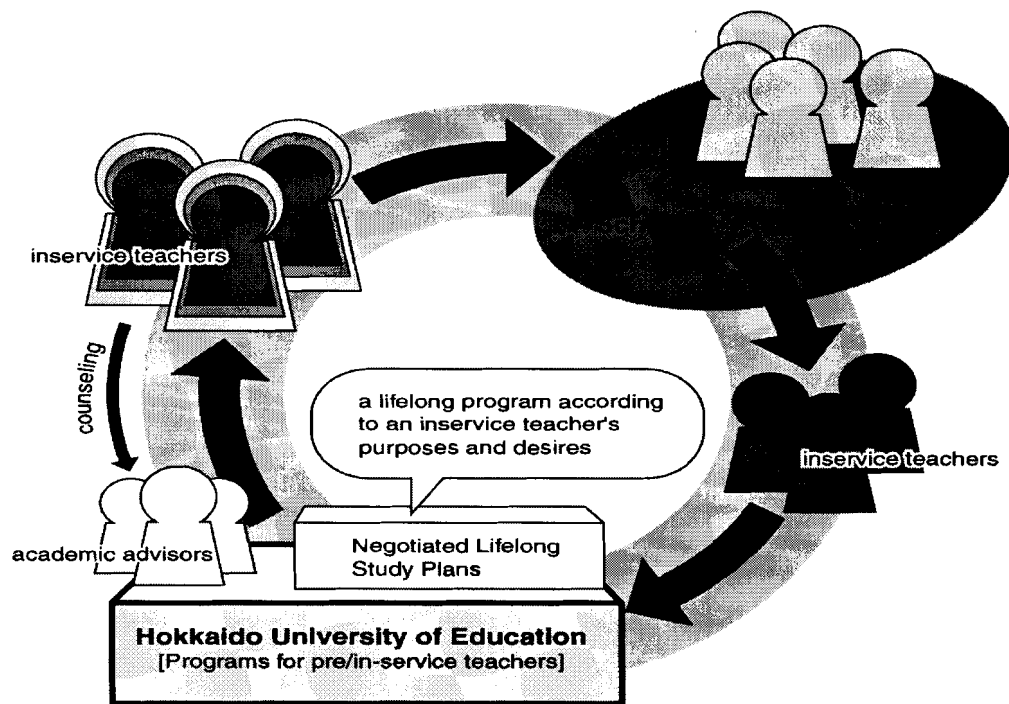 inservice teachers
counseling
a lifelong program according
to an inservice teacher's
purposes and desires
inservice teachers
academic advisors
Negotiated Lifelong
Study Plans
Hokkaido University of Education
[Programs for pre/in-service teachers]